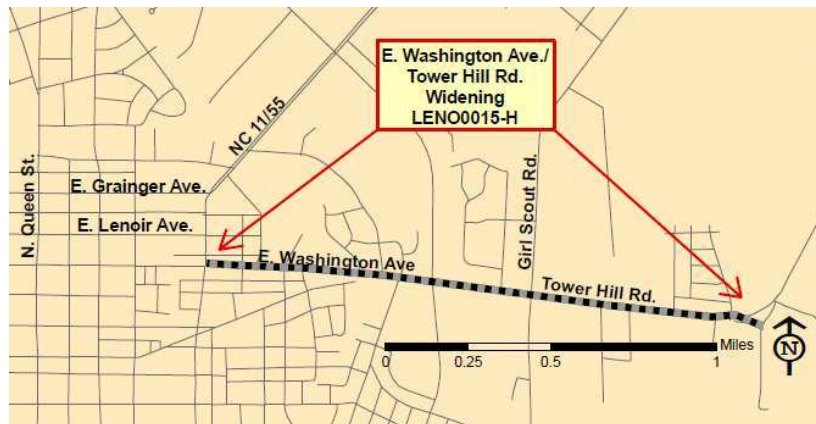 E. Washington Ave./
Tower Hill Rd.
Widening
LENO0015-H
NC 11/55
N. Queen St.
E. Grainger Ave.
E. Lenoir Ave.
Girl Scout Rd.
E. Washington Ave
Tower Hill Rd.
Miles
0 0.25 0.5 1
N